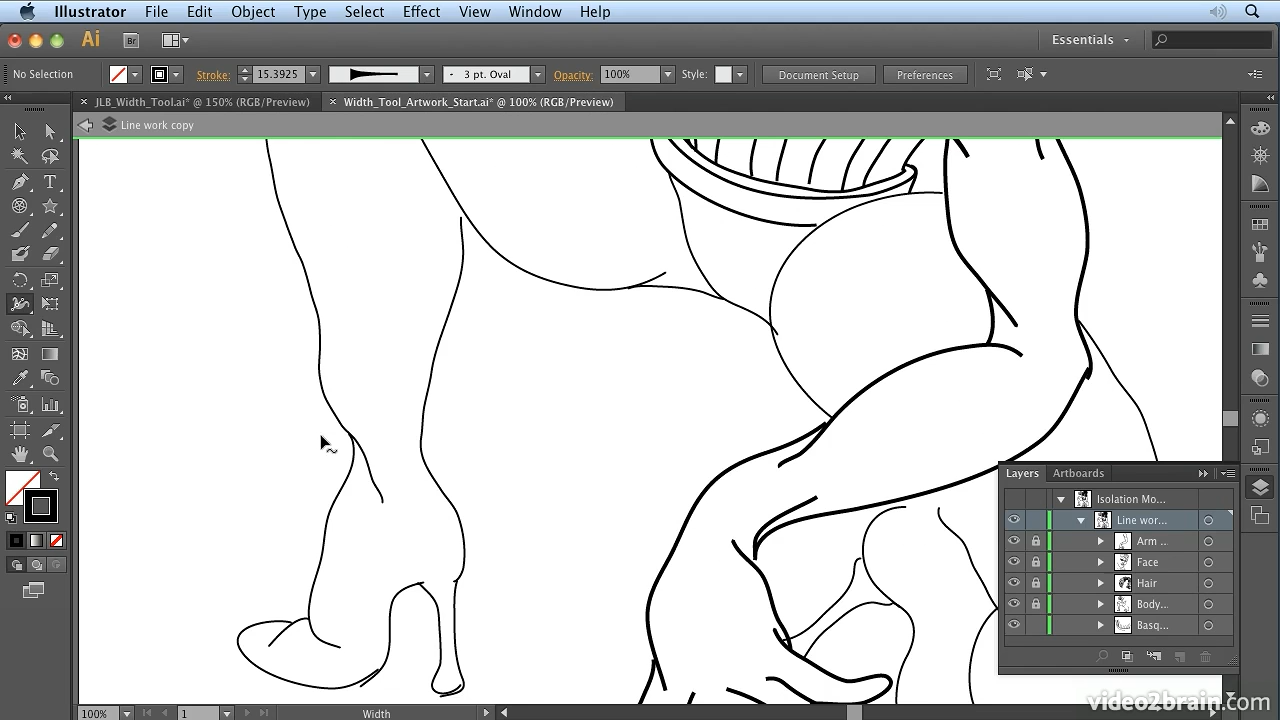 Illustrator File Edit Object Type Select Effect View Window Help
Ai Br Essentials
No Selection Stroke: 15.3925 3 pt. Oval Opacity: 100% Style: Document Setup Preferences
JLB_Width_Tool.ai* @ 150% (RGB/Preview) Width_Tool_Artwork_Start.ai* @ 100% (RGB/Preview)
Line work copy
Layers Artboards
Isolation Mo...
Line wor...
Arm ...
Face
Hair
Body...
Basq...
100% 1 Width
video2brain.com